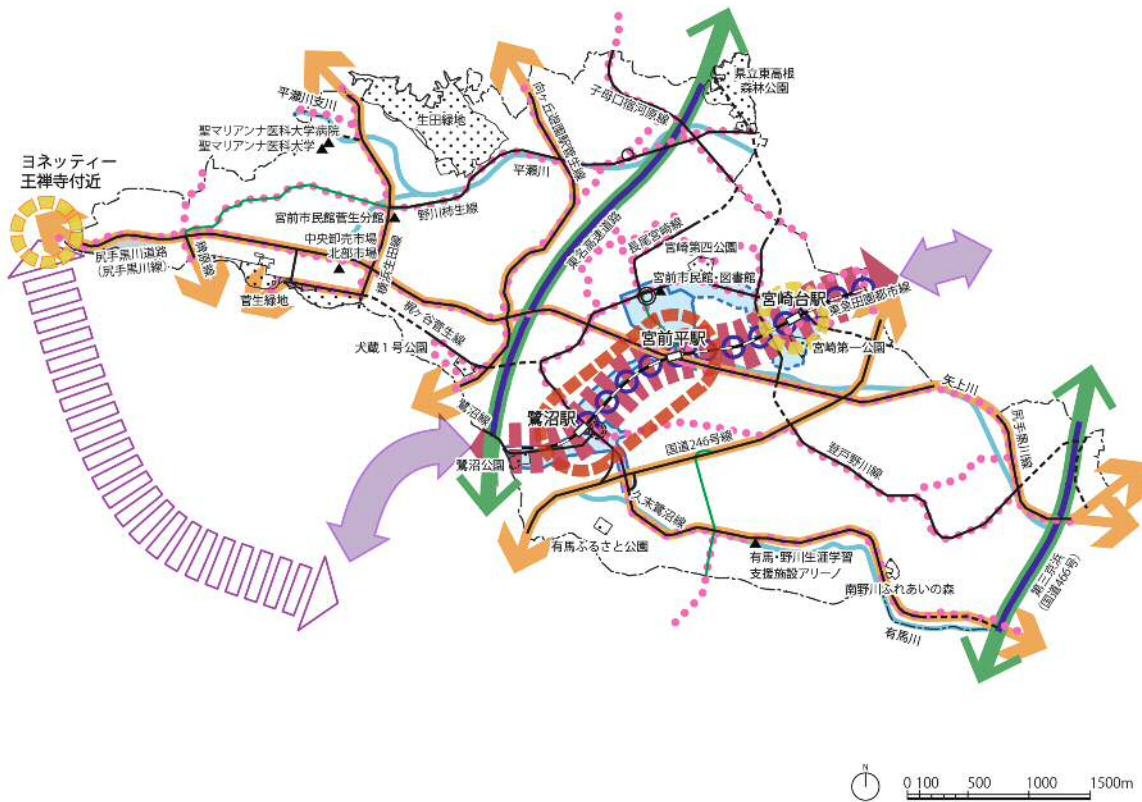 県立東高根
森林公園
子母口宿河原線
向ヶ丘遊園駅菅生線
平瀬川支川
生田緑地
聖マリアンナ医科大学病院
聖マリアンナ医科大学
平瀬川
ヨネッティー
王禅寺付近
野川柿生線
東名高速道路
長尾宮崎線
宮前市民館菅生分館
中央卸売市場
北部市場
宮崎第四公園
宮前市民館・図書館
尻手黒川道路
(尻手黒川線)
横浜生田線
菅生緑地
梶ヶ谷菅生線
宮崎台駅
東急田園都市線
宮前平駅
宮崎第一公園
犬蔵1号公園
矢上川
尻手黒川線
鷺沼線
鷺沼駅
国道246号線
登戸野川線
鷺沼公園
久末鷺沼線
有馬ふるさと公園
有馬・野川生涯学習
支援施設アリーノ
南野川ふれあいの森
第三京浜
(国道466号)
有馬川
N
0 100 500 1000 1500m